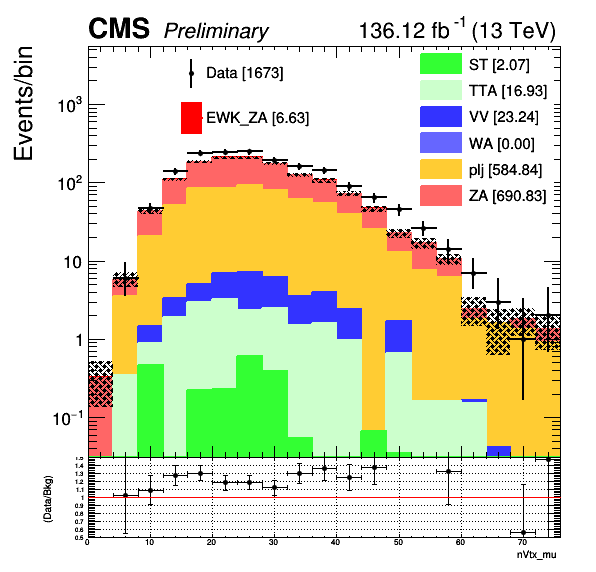 CMS Preliminary 136.12 fb⁻¹ (13 TeV)
Events/bin
Data [1673]
EWK_ZA [6.63]
ST [2.07]
TTA [16.93]
VV [23.24]
WA [0.00]
plj [584.84]
ZA [690.83]
10³
10²
10
1
10⁻¹
(Data/Bkg)
1.5
1.4
1.3
1.2
1.1
1
0.9
0.8
0.7
0.6
0.5
0 10 20 30 40 50 60 70
nVtx_mu